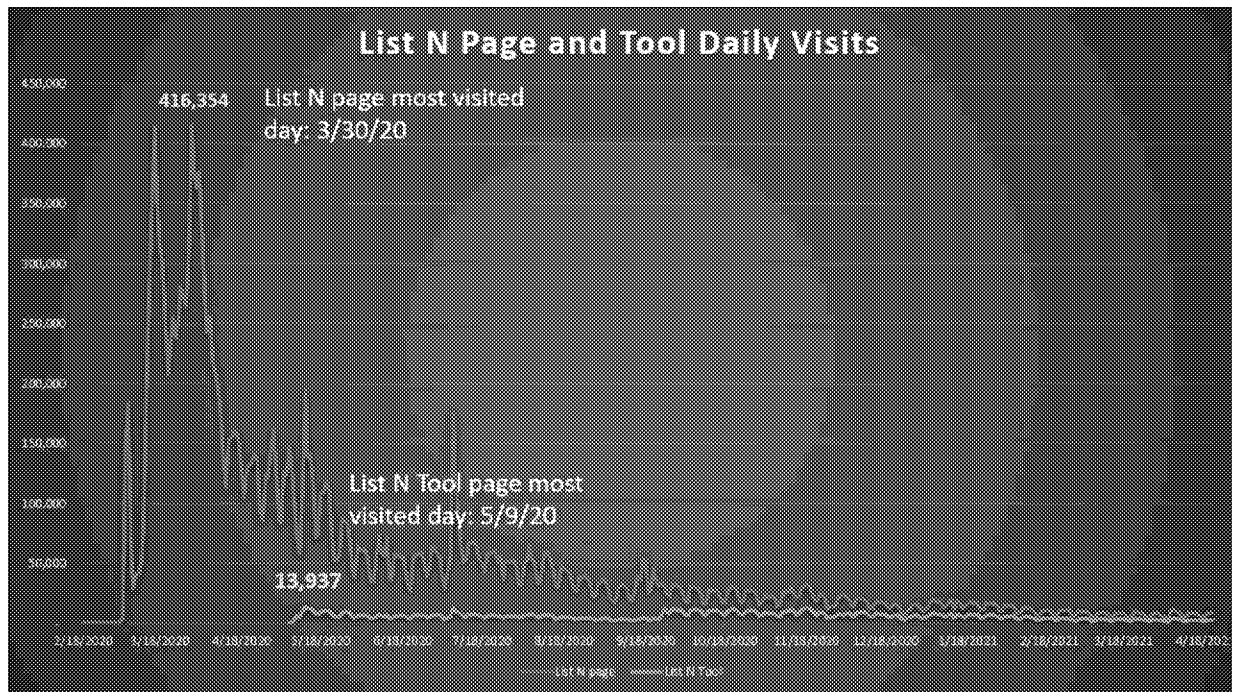 List N Page and Tool Daily Visits
450,000
416,354
List N page most visited
day: 3/30/20
400,000
350,000
300,000
250,000
200,000
150,000
100,000
List N Tool page most
visited day: 5/9/20
50,000
13,937
2/18/2020 3/18/2020 4/18/2020 5/18/2020 6/18/2020 7/18/2020 8/18/2020 9/18/2020 10/18/2020 11/18/2020 12/18/2020 1/18/2021 2/18/2021 3/18/2021 4/18/202
List N page List N Tool